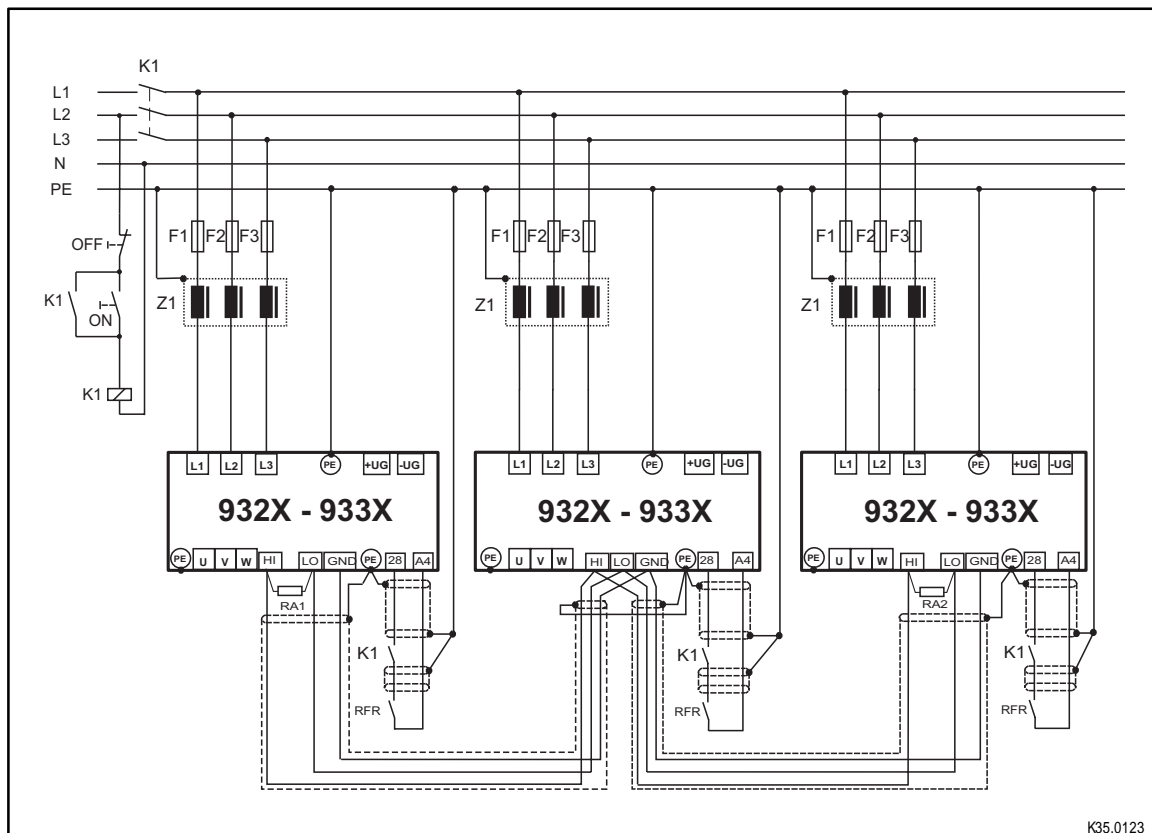 K1
L1
L2
L3
N
PE
OFF
K1
ON
K1
F1 F2 F3
Z1
F1 F2 F3
Z1
F1 F2 F3
Z1
L1 L2 L3 PE +UG -UG
932X - 933X
PE U V W HI LO GND PE 28 A4
L1 L2 L3 PE +UG -UG
932X - 933X
PE U V W HI LO GND PE 28 A4
L1 L2 L3 PE +UG -UG
932X - 933X
PE U V W HI LO GND PE 28 A4
RA1
K1
RFR
K1
RFR
RA2
K1
RFR
K35.0123